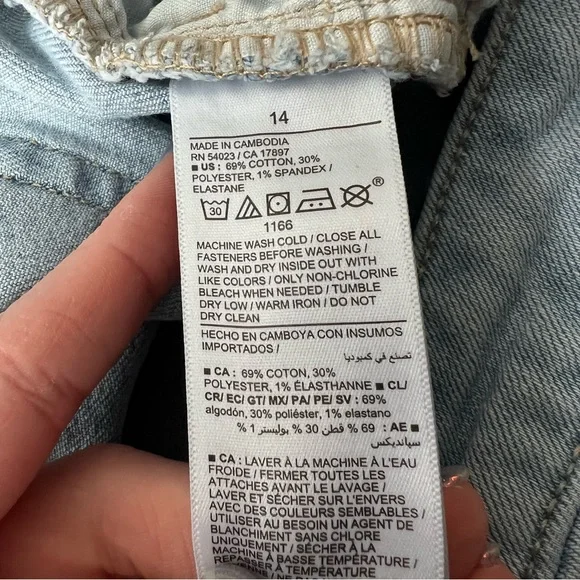 14
MADE IN CAMBODIA
RN 54023 / CA 17897
■ US : 69% COTTON, 30%
POLYESTER, 1% SPANDEX /
ELASTANE
30
®
1166
MACHINE WASH COLD / CLOSE ALL
FASTENERS BEFORE WASHING /
WASH AND DRY INSIDE OUT WITH
LIKE COLORS / ONLY NON-CHLORINE
BLEACH WHEN NEEDED / TUMBLE
DRY LOW / WARM IRON / DO NOT
DRY CLEAN
HECHO EN CAMBOYA CON INSUMOS
IMPORTADOS /
تصنع في كمبوديا
■ CA : 69% COTON, 30%
POLYESTER, 1% ÉLASTHANNE ■ CL/
CR/ EC/ GT/ MX/ PA/ PE/ SV : 69%
algodón, 30% poliéster, 1% elastano
■ AE : 69 % قطن 30 % بوليستر 1 %
سپانديكس
■ CA : LAVER À LA MACHINE À L'EAU
FROIDE / FERMER TOUTES LES
ATTACHES AVANT LE LAVAGE /
LAVER ET SÉCHER SUR L'ENVERS
AVEC DES COULEURS SEMBLABLES /
UTILISER AU BESOIN UN AGENT DE
BLANCHIMENT SANS CHLORE
UNIQUEMENT / SÉCHER À LA
MACHINE À BASSE TEMPÉRATURE /
REPASSER À TEMPÉRATURE